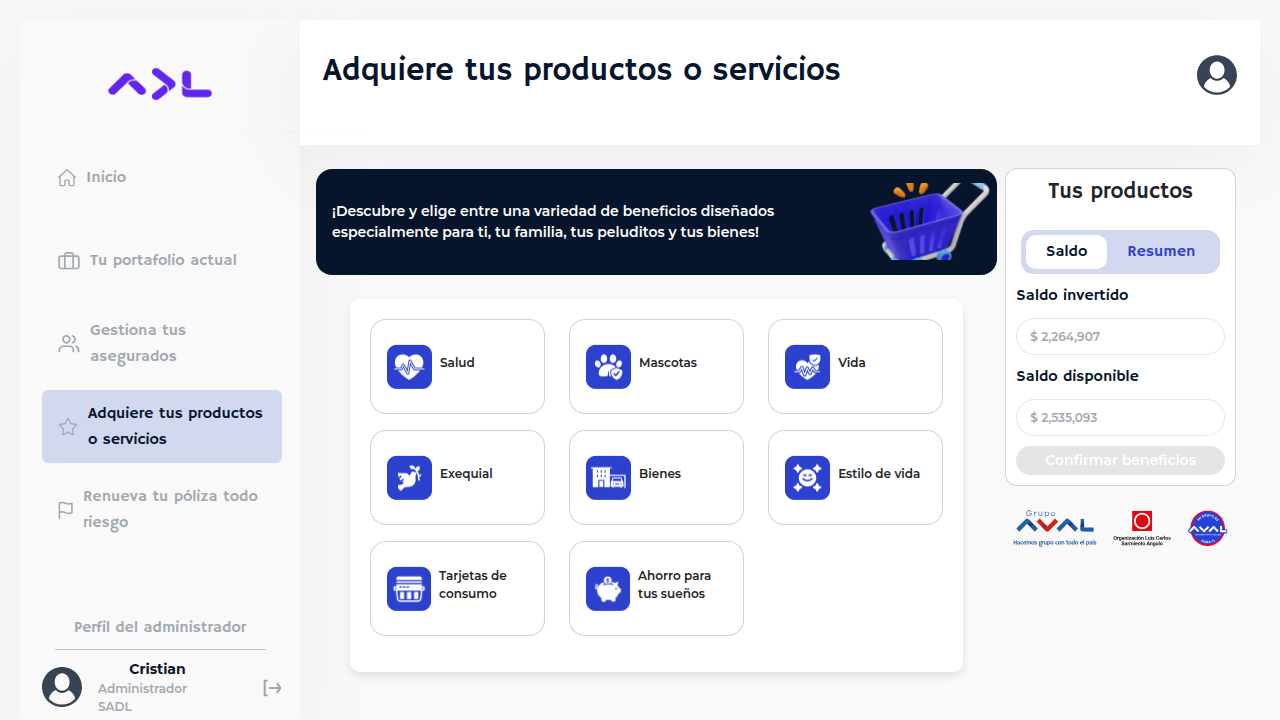 ADL
Inicio
Tu portafolio actual
Gestiona tus
asegurados
Adquiere tus productos
o servicios
Renueva tu póliza todo
riesgo
Perfil del administrador
Cristian
Administrador
SADL
Adquiere tus productos o servicios
¡Descubre y elige entre una variedad de beneficios diseñados
especialmente para ti, tu familia, tus peluditos y tus bienes!
Salud
Mascotas
Vida
Exequial
Bienes
Estilo de vida
Tarjetas de
consumo
Ahorro para
tus sueños
Tus productos
Saldo
Resumen
Saldo invertido
$ 2,264,907
Saldo disponible
$ 2,535,093
Confirmar beneficios
Grupo
AVAL
Hacemos grupo con todo el país
Organización Luis Carlos
Sarmiento Angulo
AVAL